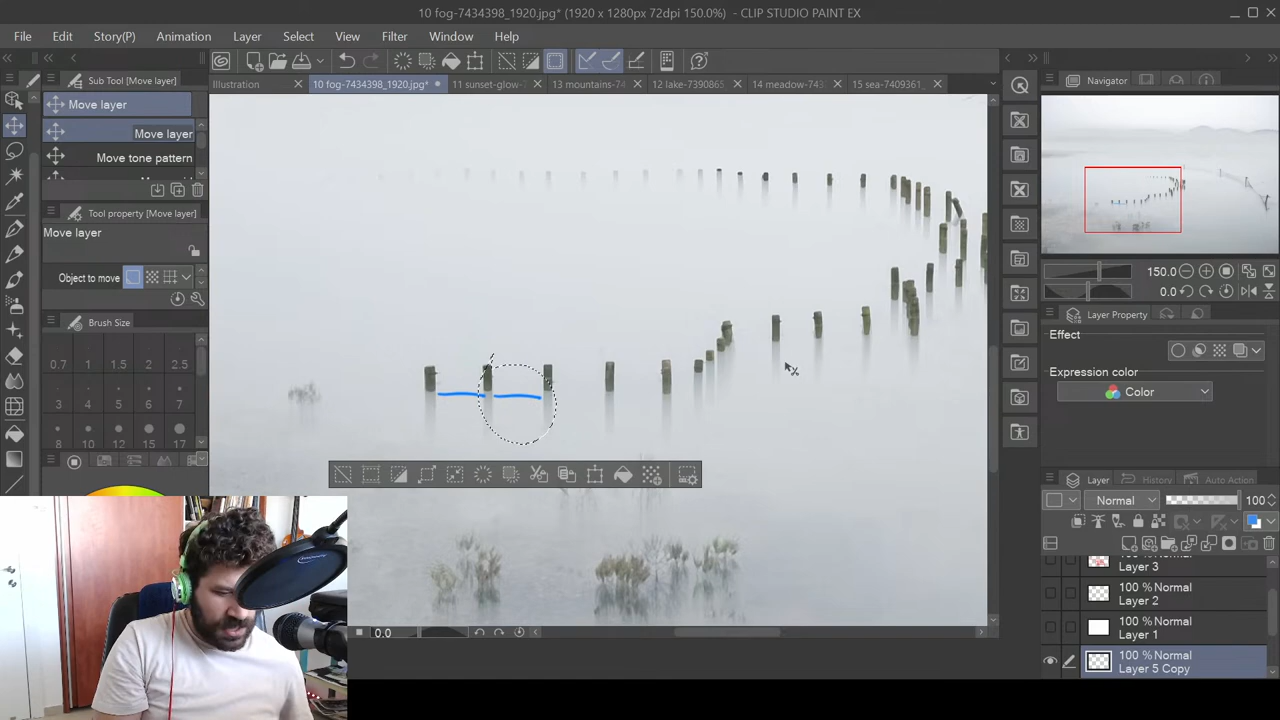 10 fog-7434398_1920.jpg* (1920 x 1280px 72dpi 150.0%) - CLIP STUDIO PAINT EX
File Edit Story(P) Animation Layer Select View Filter Window Help
Sub Tool [Move layer]
Illustration
10 fog-7434398_1920.jpg*
11 sunset-glow-7
13 mountains-74
12 lake-7390865
14 meadow-743
15 sea-7409361_
Navigator
Move layer
Move layer
Move tone pattern
Tool property [Move layer]
Move layer
Object to move
Brush Size
0.7 1 1.5 2 2.5
3 4 5 6 7
8 10 12 15 17
150.0
0.0
Layer Property
Effect
Expression color
Color
Layer History Auto Action
Normal 100
Layer 3
100 % Normal
Layer 2
100 % Normal
Layer 1
100 % Normal
Layer 5 Copy
0.0